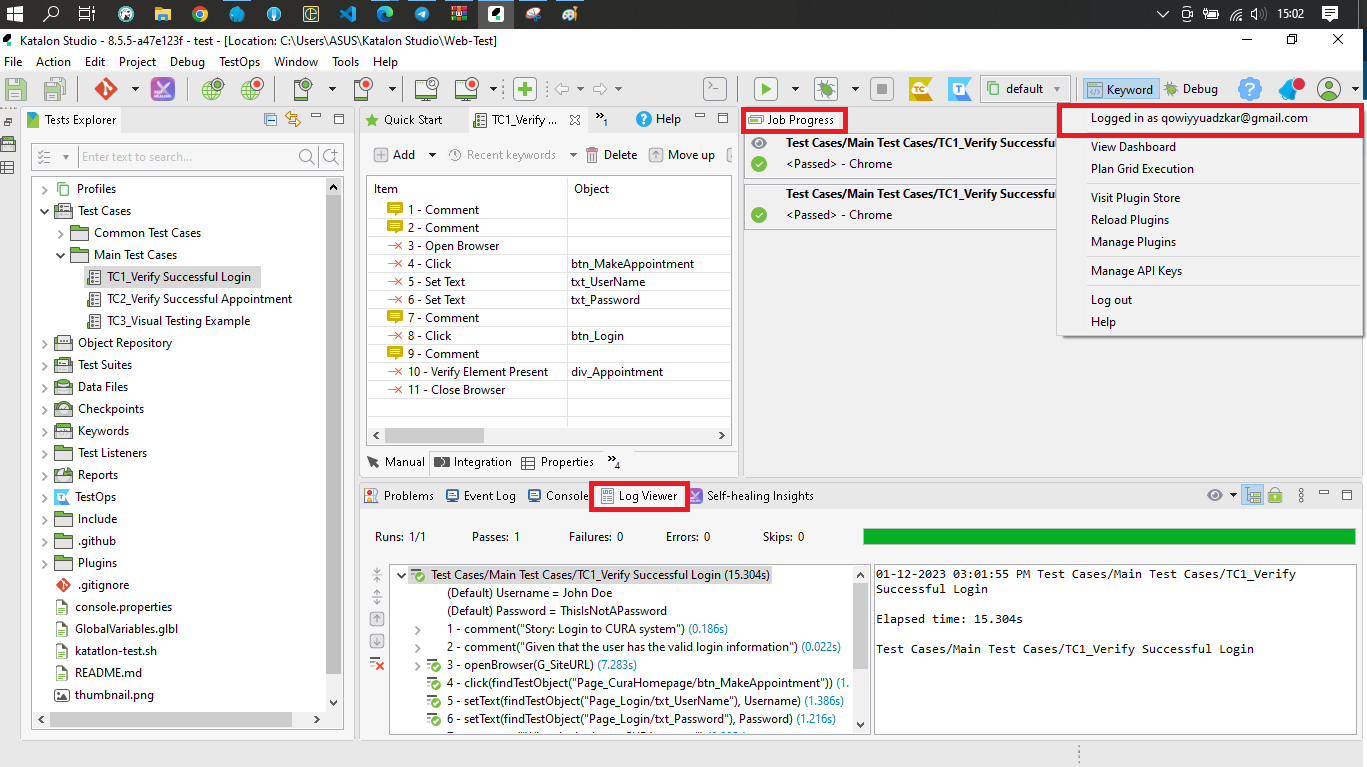 15:02
Katalon Studio - 8.5.5-a47e123f - test - [Location: C:\Users\ASUS\Katalon Studio\Web-Test]
File Action Edit Project Debug TestOps Window Tools Help
TC T default Keyword Debug
Tests Explorer
Enter text to search...
Profiles
Test Cases
Common Test Cases
Main Test Cases
TC1_Verify Successful Login
TC2_Verify Successful Appointment
TC3_Visual Testing Example
Object Repository
Test Suites
Data Files
Checkpoints
Keywords
Test Listeners
Reports
TestOps
Include
.github
Plugins
.gitignore
console.properties
GlobalVariables.glbl
katatlon-test.sh
README.md
thumbnail.png
Quick Start TC1_Verify ... 1 Help
Add Recent keywords Delete Move up
Item Object
1 - Comment
2 - Comment
3 - Open Browser
4 - Click btn_MakeAppointment
5 - Set Text txt_UserName
6 - Set Text txt_Password
7 - Comment
8 - Click btn_Login
9 - Comment
10 - Verify Element Present div_Appointment
11 - Close Browser
Manual Integration Properties 4
Job Progress
Test Cases/Main Test Cases/TC1_Verify Successfu
<Passed> - Chrome
Test Cases/Main Test Cases/TC1_Verify Successfu
<Passed> - Chrome
Logged in as qowiyyuadzkar@gmail.com
View Dashboard
Plan Grid Execution
Visit Plugin Store
Reload Plugins
Manage Plugins
Manage API Keys
Log out
Help
Problems Event Log Console Log Viewer Self-healing Insights
Runs: 1/1 Passes: 1 Failures: 0 Errors: 0 Skips: 0
Test Cases/Main Test Cases/TC1_Verify Successful Login (15.304s)
(Default) Username = John Doe
(Default) Password = ThisIsNotAPassword
1 - comment("Story: Login to CURA system") (0.186s)
2 - comment("Given that the user has the valid login information") (0.022s)
3 - openBrowser(G_SiteURL) (7.283s)
4 - click(findTestObject("Page_CuraHomepage/btn_MakeAppointment")) (1.
5 - setText(findTestObject("Page_Login/txt_UserName"), Username) (1.386s)
6 - setText(findTestObject("Page_Login/txt_Password"), Password) (1.216s)
01-12-2023 03:01:55 PM Test Cases/Main Test Cases/TC1_Verify
Successful Login
Elapsed time: 15.304s
Test Cases/Main Test Cases/TC1_Verify Successful Login